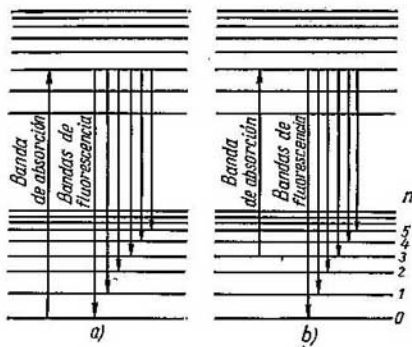 Banda
de absorción
Bandas de
fluorescencia
Banda
de absorción
Bandas de
fluorescencia
n
5
4
3
2
1
0
a)
b)